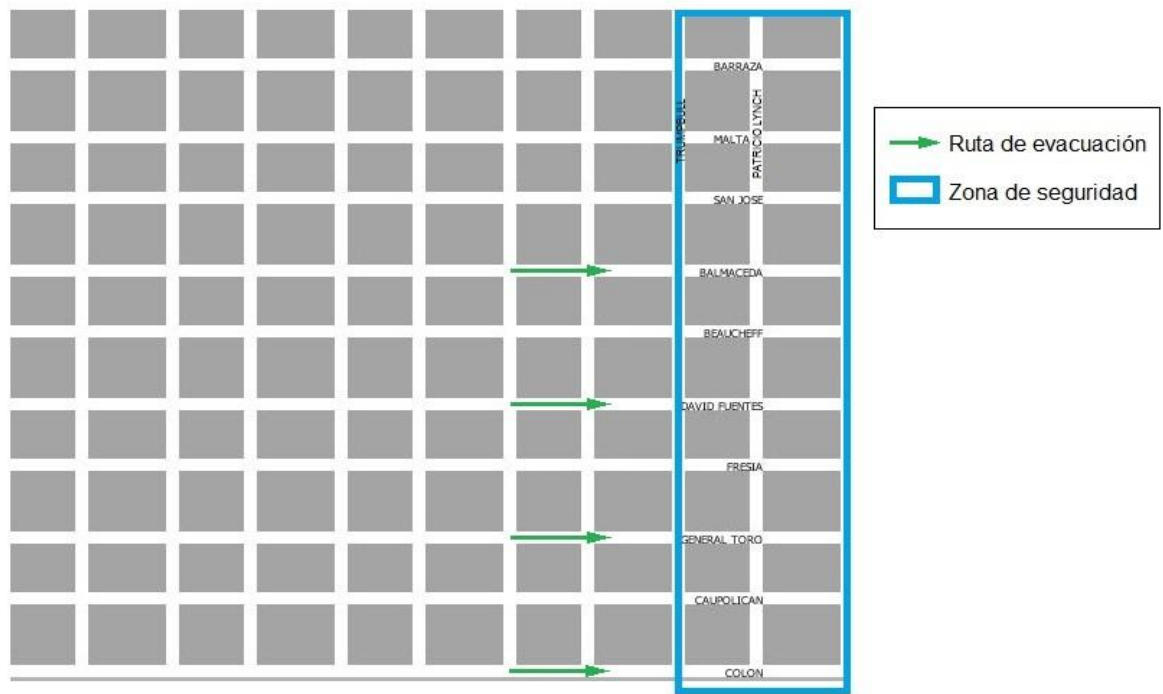 BARRAZA
TRUMPBULL
PATRICIO LYNCH
MALTA
SAN JOSE
BALMACEDA
BEAUCHEFF
DAVID FUENTES
FRESIA
GENERAL TORO
CAUPOLICAN
COLON
Ruta de evacuación
Zona de seguridad